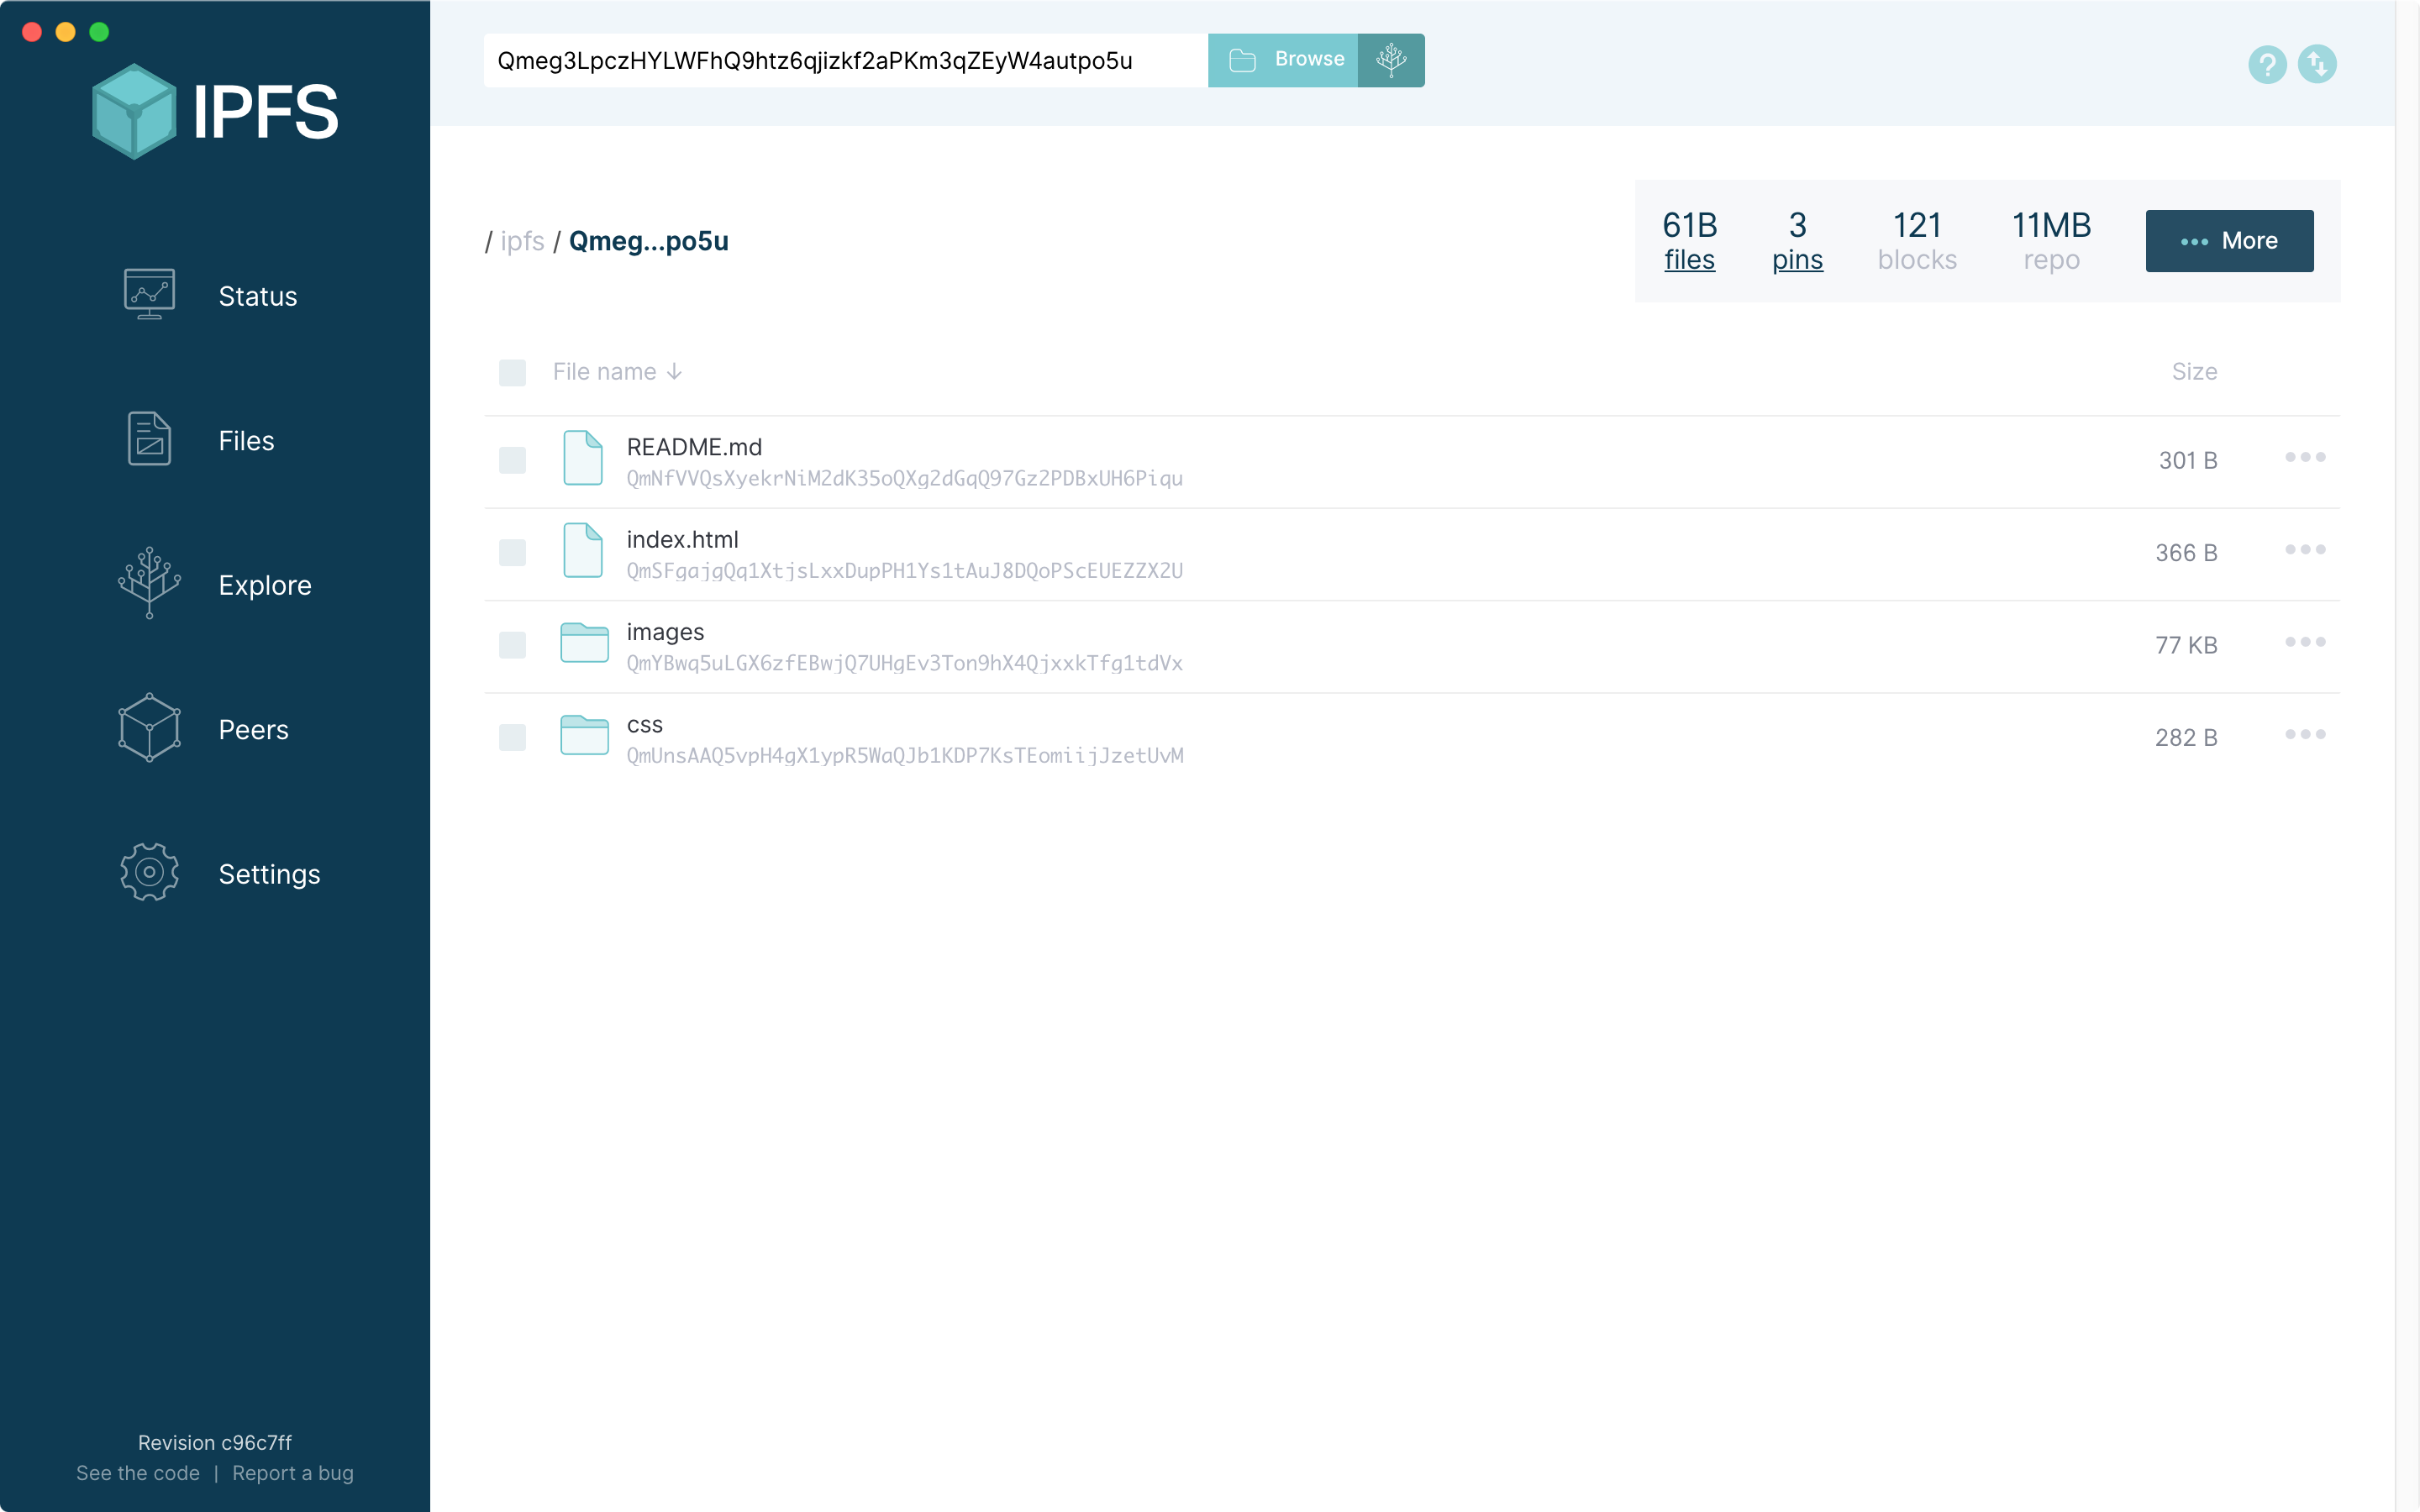 IPFS
Status
Files
Explore
Peers
Settings
Revision c96c7ff
See the code | Report a bug
Qmeg3LpczHYLWFhQ9htz6qjizkf2aPKm3qZEyW4autpo5u
Browse
?
/ ipfs / Qmeg...po5u
61B files
3 pins
121 blocks
11MB repo
••• More
File name ↓ Size
README.md
QmNfVVQsXyekrNiM2dK35oQXg2dGqQ97Gz2PDBxUH6Piqu
301 B
index.html
QmSFgajgQq1XtjsLxxDupPH1Ys1tAuJ8DQoPScEUEZZX2U
366 B
images
QmYBwq5uLGX6zfEBwjQ7UHgEv3Ton9hX4QjxxkTfg1tdVx
77 KB
css
QmUnsAAQ5vpH4gX1ypR5WaQJb1KDP7KsTEomiijJzetUvM
282 B